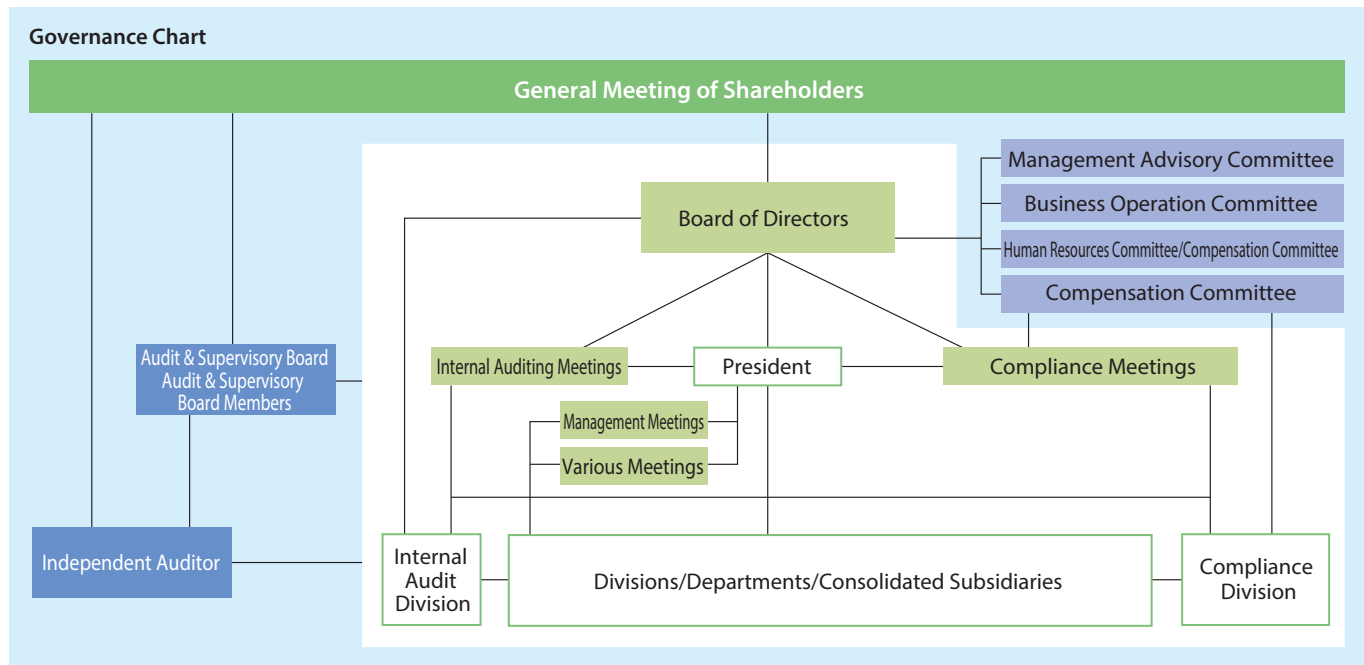 Governance Chart
General Meeting of Shareholders
Management Advisory Committee
Business Operation Committee
Human Resources Committee/Compensation Committee
Compensation Committee
Board of Directors
Audit & Supervisory Board
Audit & Supervisory
Board Members
Internal Auditing Meetings
President
Compliance Meetings
Management Meetings
Various Meetings
Independent Auditor
Internal
Audit
Division
Divisions/Departments/Consolidated Subsidiaries
Compliance
Division